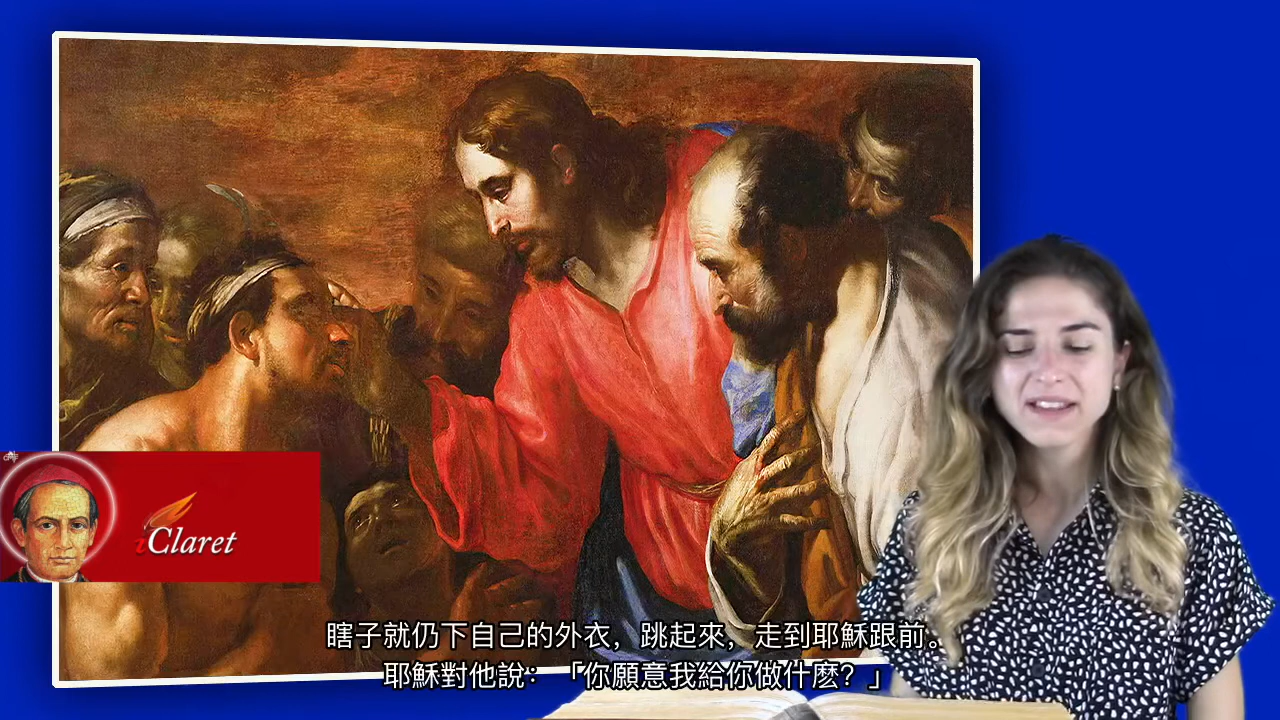 iClaret
瞎子就仍下自己的外衣，跳起來，走到耶穌跟前。
耶穌對他說：「你願意我給你做什麽？」